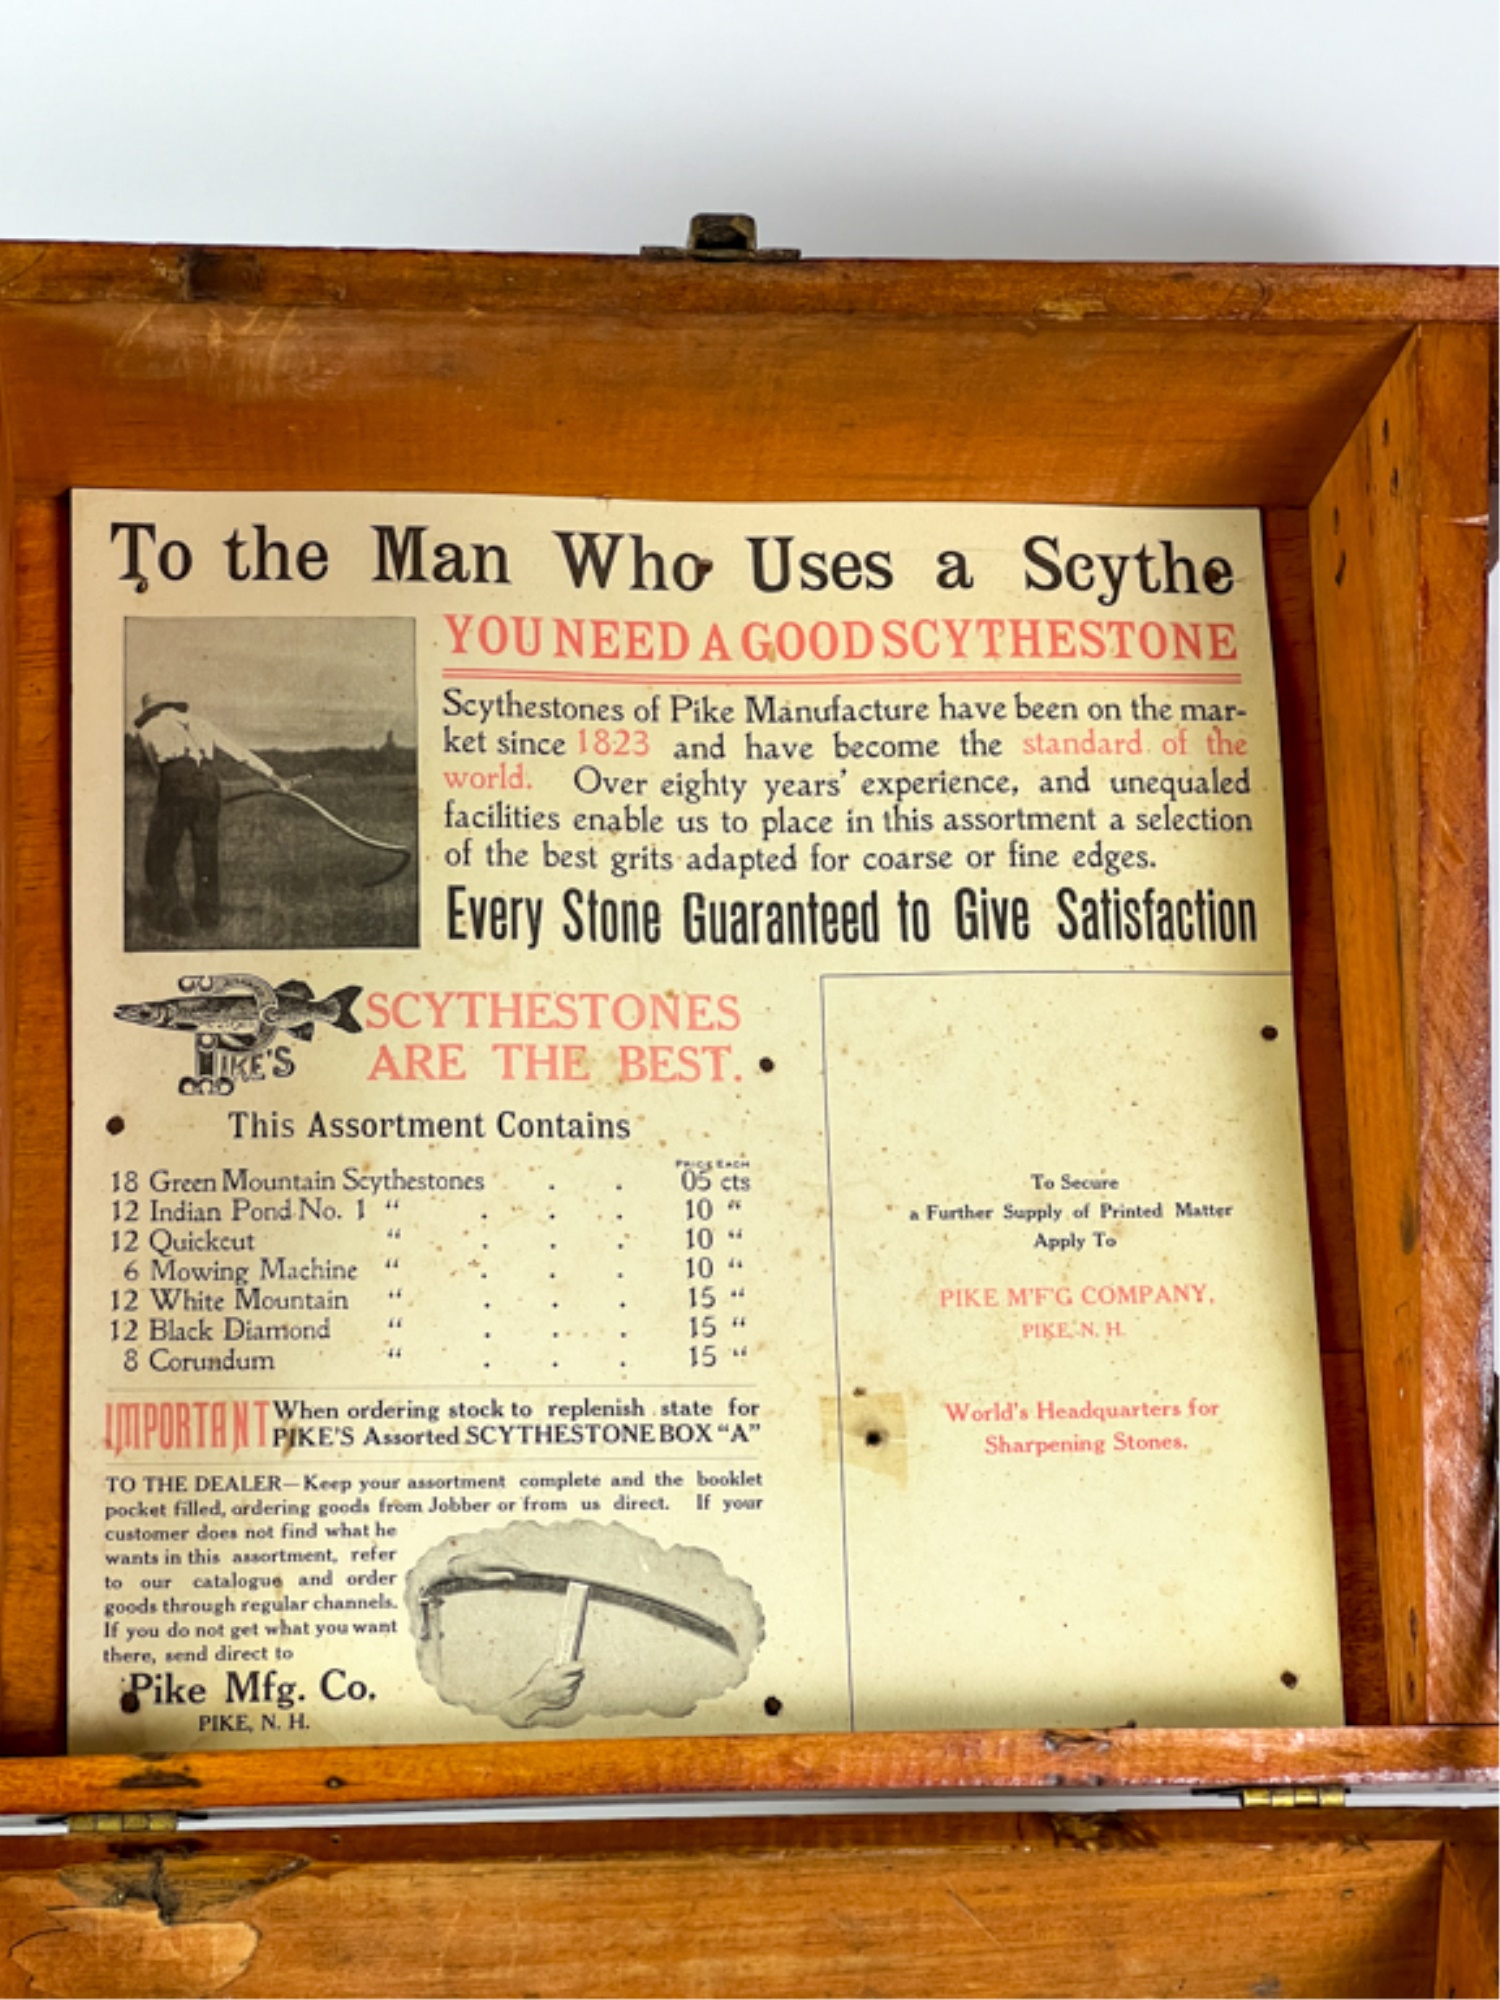 To the Man Who Uses a Scythe
YOU NEED A GOOD SCYTHESTONE
Scythestones of Pike Manufacture have been on the mar-
ket since 1823 and have become the standard of the
world. Over eighty years' experience, and unequaled
facilities enable us to place in this assortment a selection
of the best grits adapted for coarse or fine edges.
Every Stone Guaranteed to Give Satisfaction
PIKE'S
SCYTHESTONES
ARE THE BEST.
This Assortment Contains
PRICE EACH
18 Green Mountain Scythestones . . 05 cts
12 Indian Pond No. 1 “ . . . 10 “
12 Quickcut “ . . . 10 “
6 Mowing Machine “ . . . 10 “
12 White Mountain “ . . . 15 “
12 Black Diamond “ . . . 15 “
8 Corundum “ . . . 15 “
IMPORTANT When ordering stock to replenish state for
PIKE'S Assorted SCYTHESTONE BOX “A”
TO THE DEALER—Keep your assortment complete and the booklet
pocket filled, ordering goods from Jobber or from us direct. If your
customer does not find what he
wants in this assortment, refer
to our catalogue and order
goods through regular channels.
If you do not get what you want
there, send direct to
Pike Mfg. Co.
PIKE, N. H.
To Secure
a Further Supply of Printed Matter
Apply To
PIKE M'F'G COMPANY,
PIKE, N. H.
World's Headquarters for
Sharpening Stones.